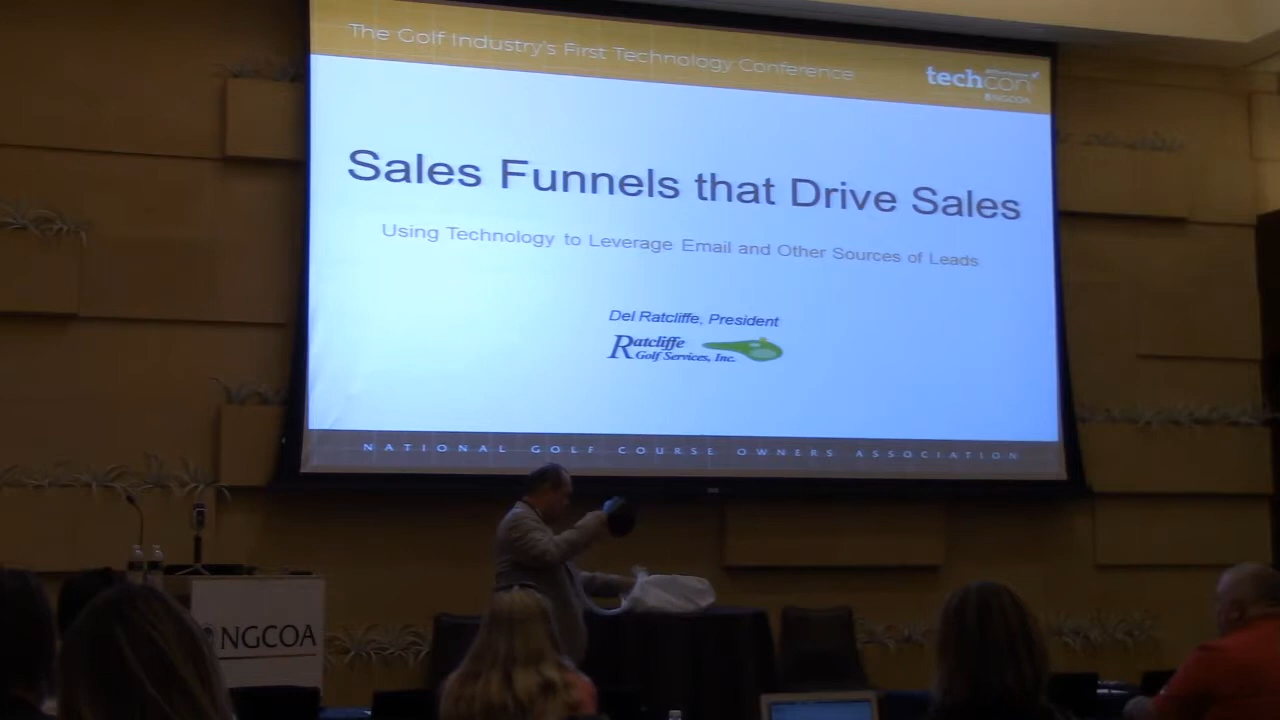 The Golf Industry's First Technology Conference
techcon
NGCOA
Sales Funnels that Drive Sales
Using Technology to Leverage Email and Other Sources of Leads
Del Ratcliffe, President
Ratcliffe
Golf Services, Inc.
NATIONAL GOLF COURSE OWNERS ASSOCIATION
NGCOA